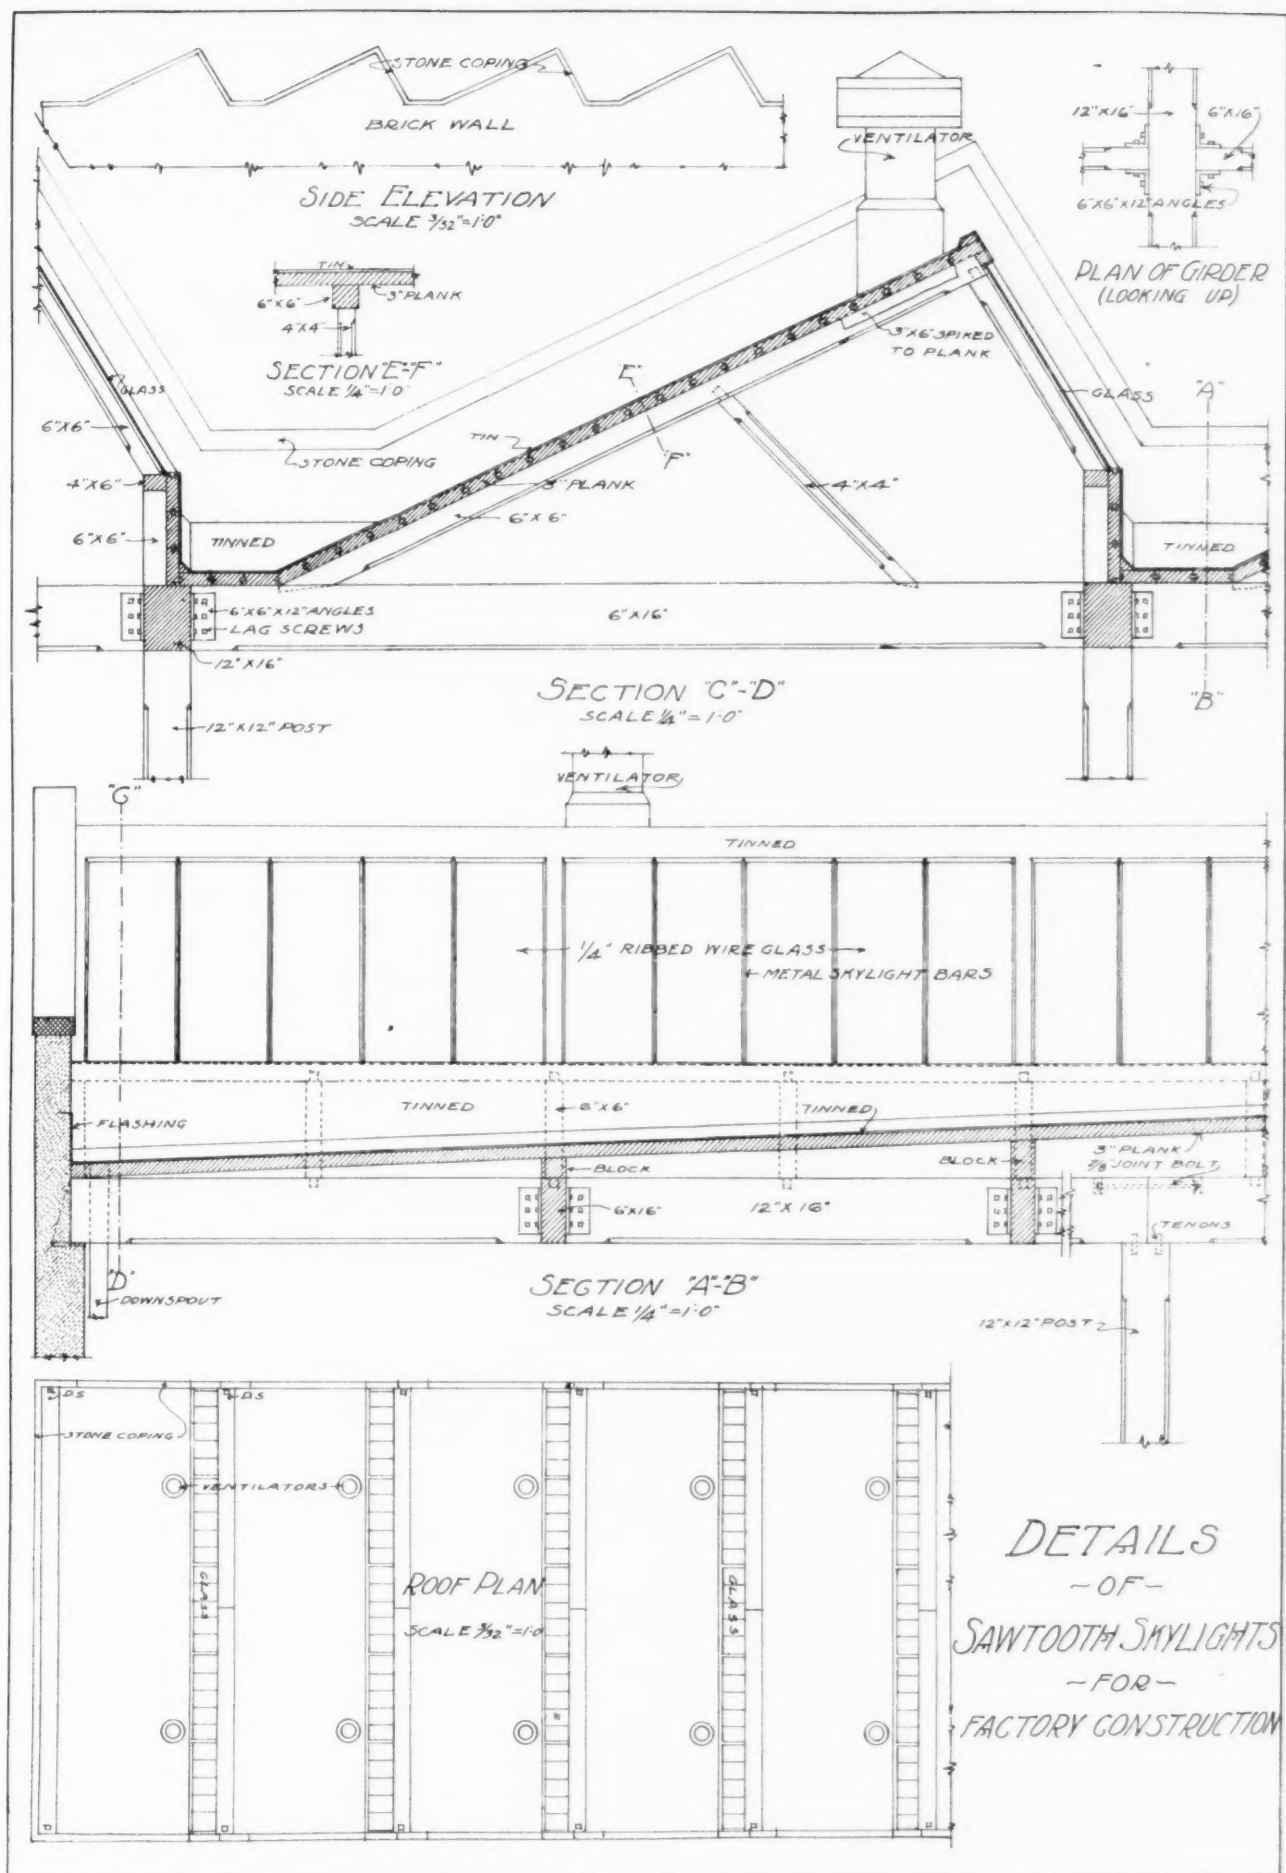 STONE COPING
BRICK WALL
SIDE ELEVATION
SCALE 3/32"=1'-0"
VENTILATOR
12"X16"
6"X16"
6"X6"X12" ANGLES
PLAN OF GIRDER
(LOOKING UP)
TIN
3" PLANK
6"X6"
4"X4"
SECTION "E"-"F"
SCALE 1/4"=1'-0"
GLASS
6"X6"
4"X6"
6"X6"
STONE COPING
TINNED
TIN
3" PLANK
6"X6"
"E"
"F"
3"X6" SPIKED
TO PLANK
4"X4"
GLASS
"A"
TINNED
6"X6"X12" ANGLES
LAG SCREWS
12"X16"
6"X16"
12"X12" POST
SECTION "C"-"D"
SCALE 1/4"=1'-0"
"B"
VENTILATOR
"C"
TINNED
1/4" RIBBED WIRE GLASS
METAL SKYLIGHT BARS
TINNED
6"X6"
TINNED
FLASHING
BLOCK
BLOCK
3" PLANK
7/8" JOINT BOLT
6"X16"
12"X16"
TENONS
"D"
DOWNSPOUT
SECTION "A"-"B"
SCALE 1/4"=1'-0"
12"X12" POST
DS
DS
STONE COPING
VENTILATORS
GLASS
ROOF PLAN
SCALE 3/32"=1'-0
GLASS
DETAILS
-OF-
SAWTOOTH SKYLIGHTS
-FOR-
FACTORY CONSTRUCTION